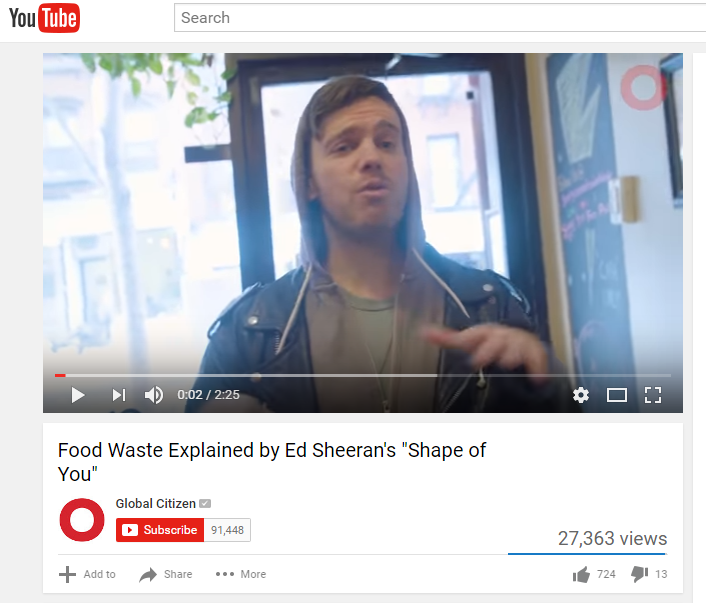 YouTube
Search
0:02 / 2:25
Food Waste Explained by Ed Sheeran's "Shape of
You"
Global Citizen
Subscribe 91,448
27,363 views
Add to Share More 724 13